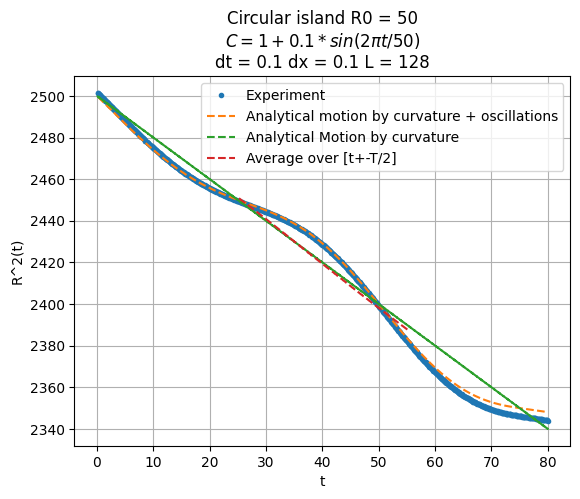 Circular island R0 = 50
C = 1 + 0.1 * sin(2πt/50)
dt = 0.1 dx = 0.1 L = 128
Experiment
Analytical motion by curvature + oscillations
Analytical Motion by curvature
Average over [t+-T/2]
R^2(t)
2500
2480
2460
2440
2420
2400
2380
2360
2340
0 10 20 30 40 50 60 70 80
t